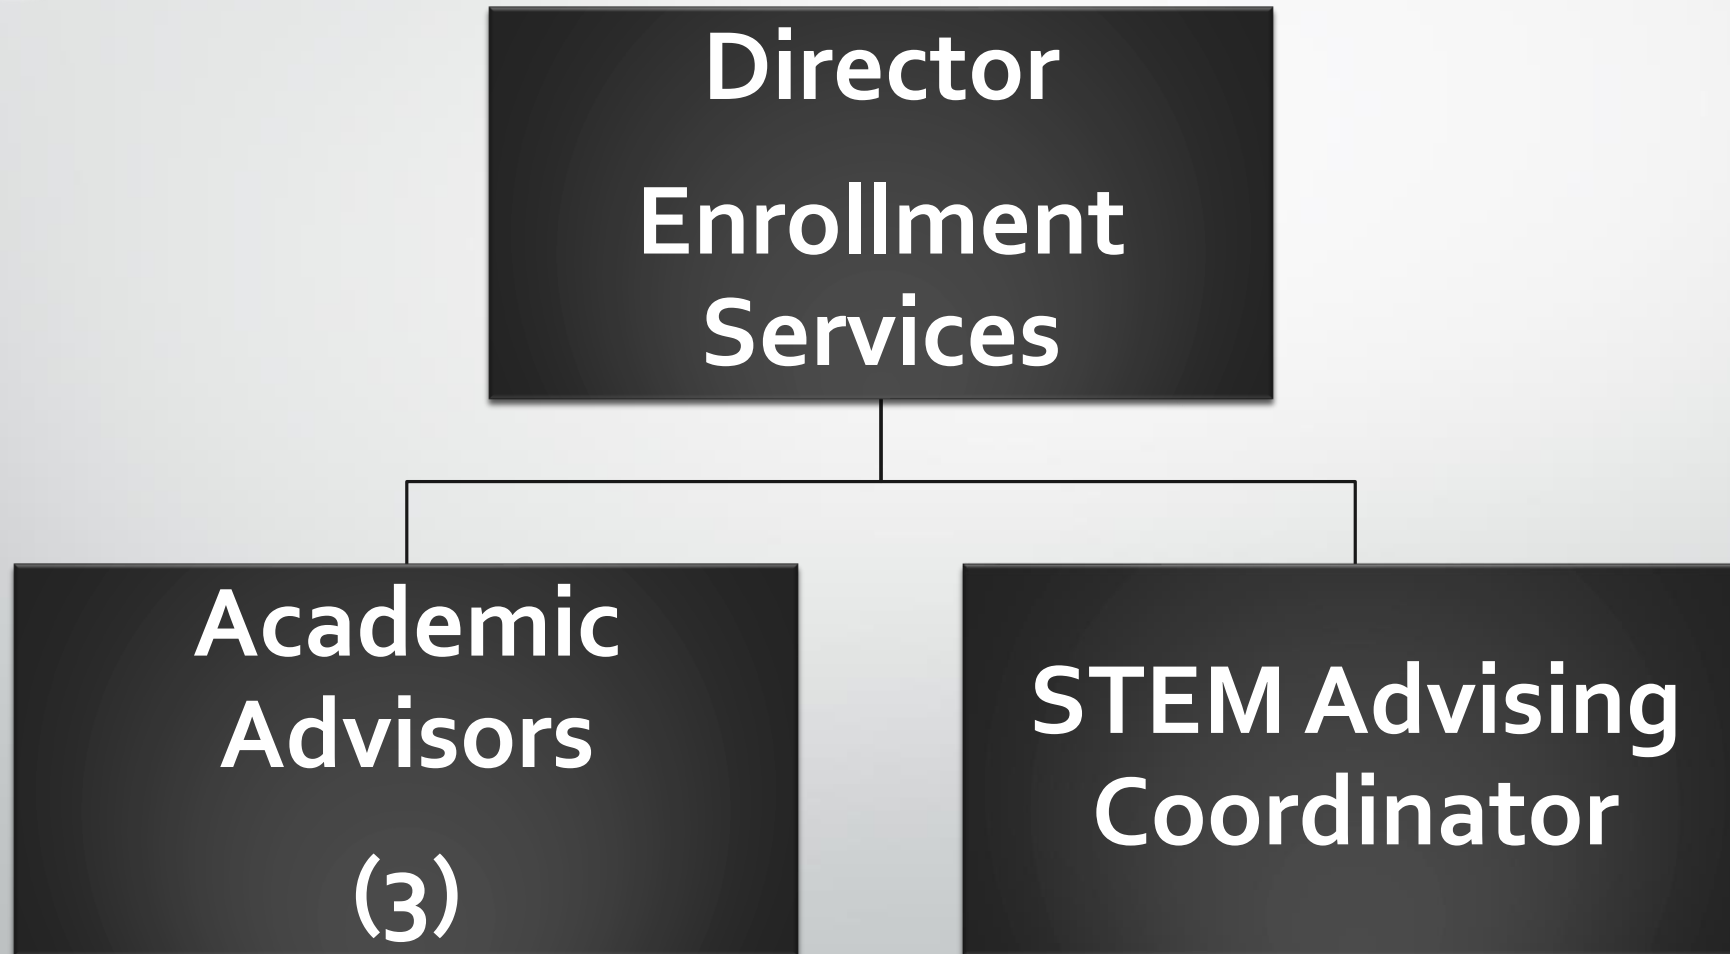 Director
Enrollment
Services
Academic
Advisors
(3)
STEM Advising
Coordinator